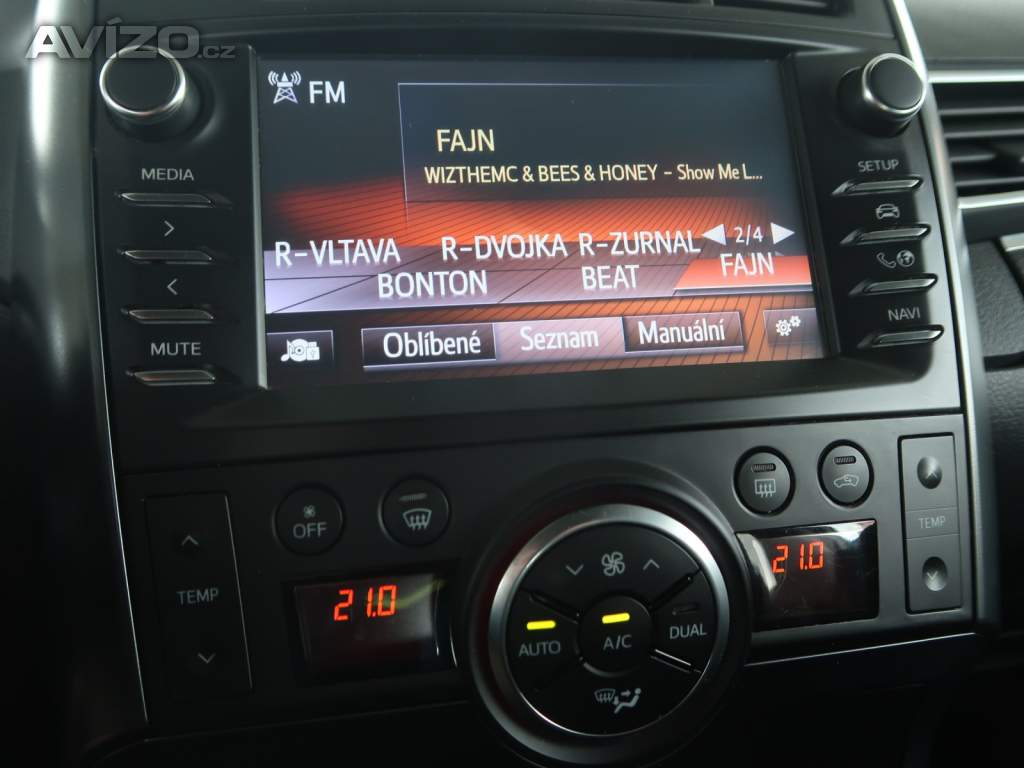 AVÍZO.cz
FM
FAJN
WIZTHEMC & BEES & HONEY – Show Me L...
MEDIA
>
<
MUTE
R-VLTAVA R-DVOJKA R-ZURNAL 2/4
BONTON BEAT FAJN
Oblíbené Seznam Manuální
SETUP
NAVI
OFF
TEMP
21.0
AUTO A/C DUAL
21.0
TEMP